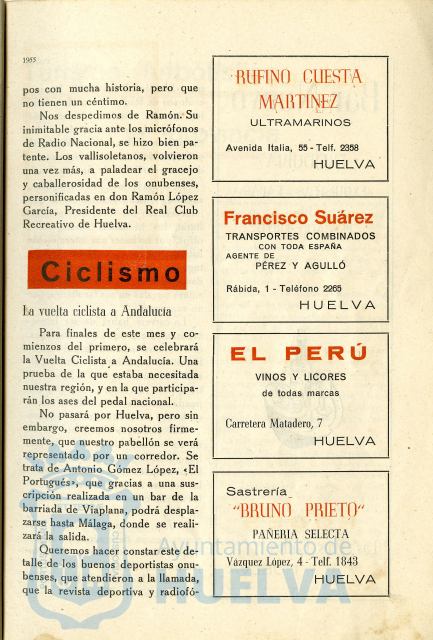 1955
pos con mucha historia, pero que
no tienen un céntimo.
Nos despedimos de Ramón. Su
inimitable gracia ante los micrófonos
de Radio Nacional, se hizo bien pa-
tente. Los vallisoletanos, volvieron
una vez más, a paladear el gracejo
y caballerosidad de los onubenses,
personificadas en don Ramón López
García, Presidente del Real Club
Recreativo de Huelva.
Ciclismo
La vuelta ciclista a Andalucía
Para finales de este mes y co-
mienzos del primero, se celebrará
la Vuelta Ciclista a Andalucía. Una
prueba de la que estaba necesitada
nuestra región, y en la que participa-
rán los ases del pedal nacional.
No pasará por Huelva, pero sin
embargo, creemos nosotros firme-
mente, que nuestro pabellón se verá
representado por un corredor. Se
trata de Antonio Gómez López, «El
Portugués», que gracias a una sus-
cripción realizada en un bar de la
barriada de Viaplana, podrá despla-
zarse hasta Málaga, donde se reali-
zará la salida.
Queremos hacer constar este de-
talle de los buenos deportistas onu-
benses, que atendieron a la llamada,
que la revista deportiva y radiofó-
RUFINO CUESTA
MARTINEZ
ULTRAMARINOS
Avenida Italia, 55 - Telf. 2358
HUELVA
Francisco Suárez
TRANSPORTES COMBINADOS
CON TODA ESPAÑA
AGENTE DE
PÉREZ Y AGULLÓ
Rábida, 1 - Teléfono 2265
HUELVA
EL PERÚ
VINOS Y LICORES
de todas marcas
Carretera Matadero, 7
HUELVA
Sastrería
"BRUNO PRIETO"
PAÑERIA SELECTA
Vázquez López, 4 - Telf. 1843
HUELVA
Ayuntamiento de
HUELVA